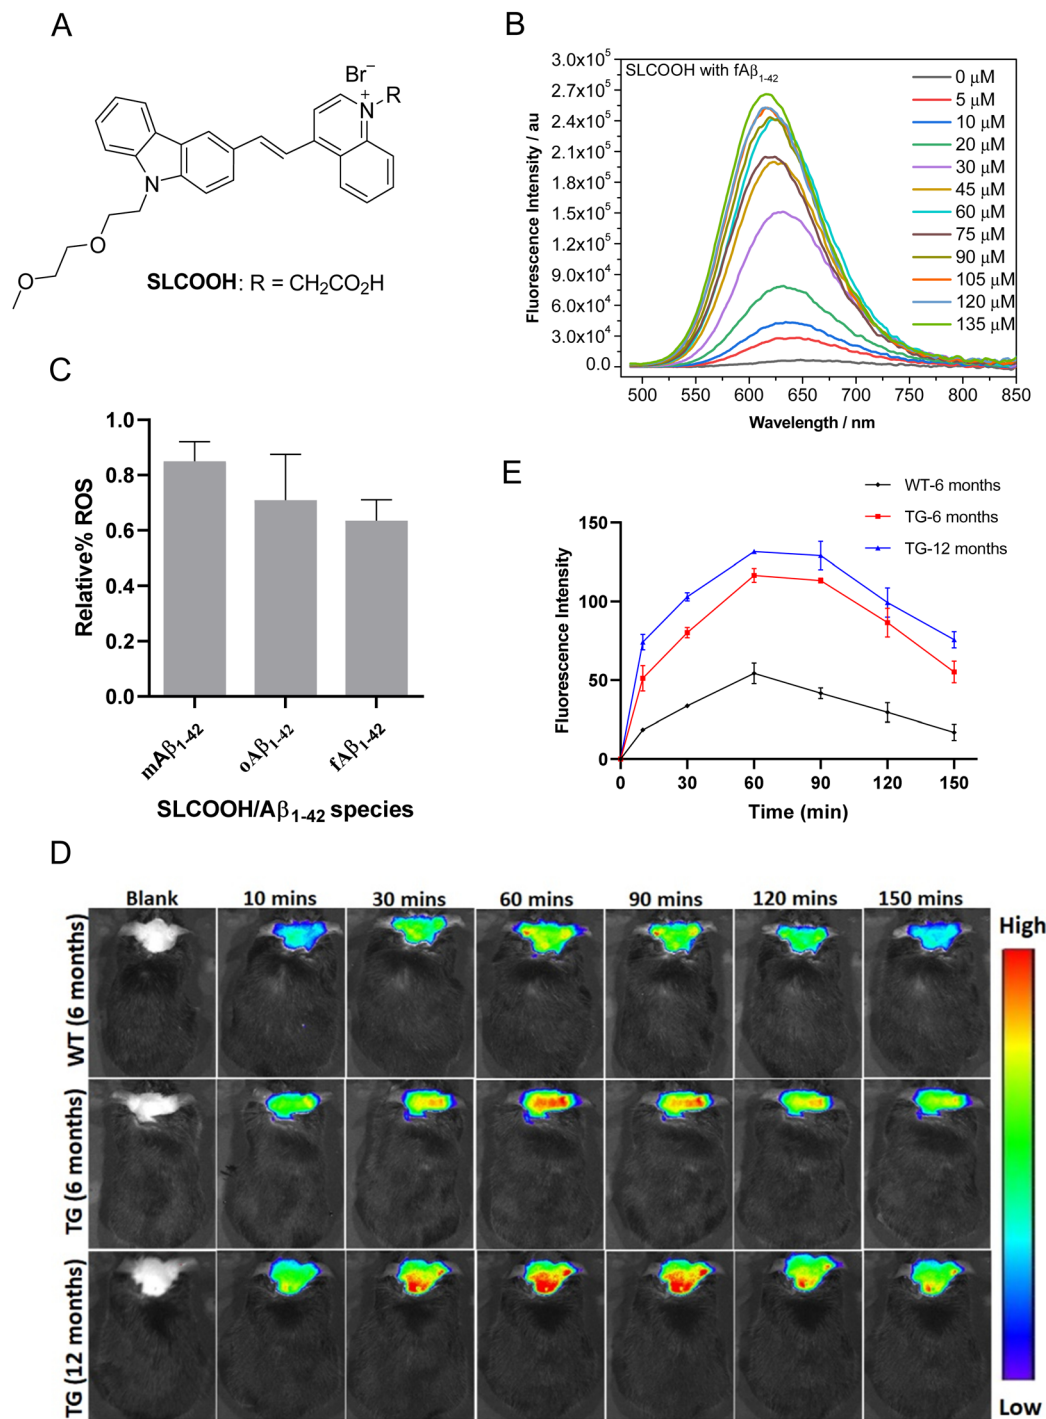 A
Br⁻
R
N⁺
N
O
O
SLCOOH: R = CH₂CO₂H
B
SLCOOH with fAβ₁₋₄₂
Fluorescence Intensity / au
3.0x10⁵
2.7x10⁵
2.4x10⁵
2.1x10⁵
1.8x10⁵
1.5x10⁵
1.2x10⁵
9.0x10⁴
6.0x10⁴
3.0x10⁴
0.0
0 μM
5 μM
10 μM
20 μM
30 μM
45 μM
60 μM
75 μM
90 μM
105 μM
120 μM
135 μM
500 550 600 650 700 750 800 850
Wavelength / nm
C
Relative% ROS
1.0
0.8
0.6
0.4
0.2
0.0
mAβ₁₋₄₂ oAβ₁₋₄₂ fAβ₁₋₄₂
SLCOOH/Aβ₁₋₄₂ species
E
WT-6 months
TG-6 months
TG-12 months
Fluorescence Intensity
150
100
50
0
0 30 60 90 120 150
Time (min)
D
Blank 10 mins 30 mins 60 mins 90 mins 120 mins 150 mins
WT (6 months)
TG (6 months)
TG (12 months)
High
Low